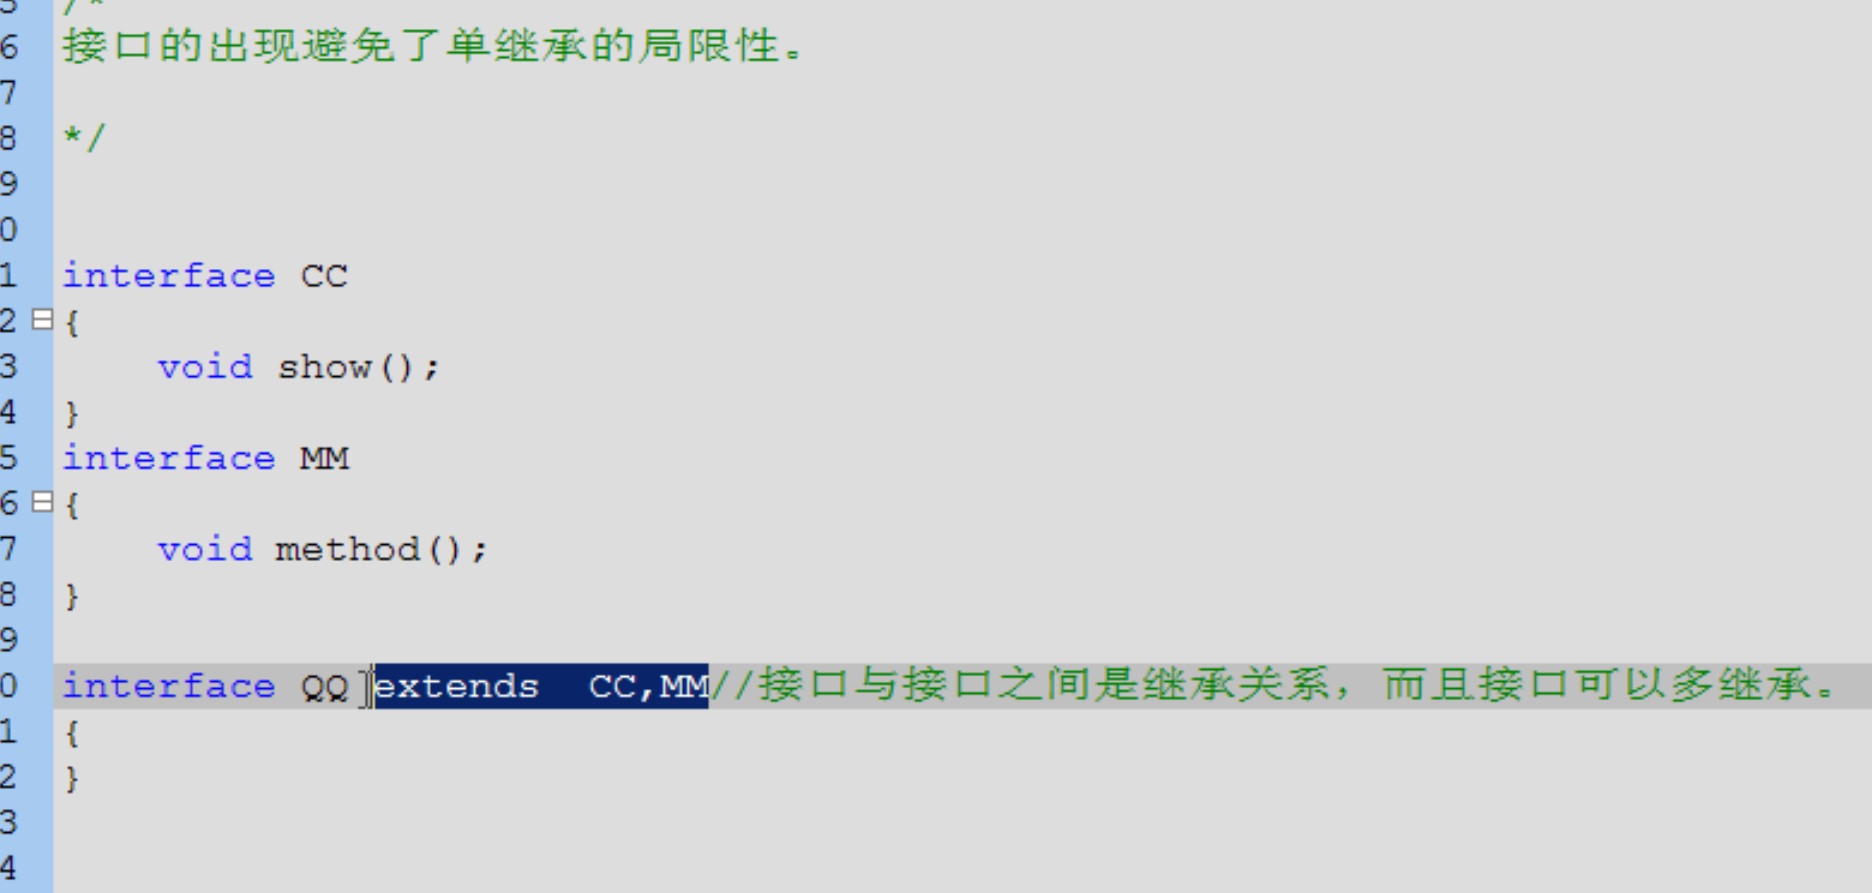 5 /*
6 接口的出现避免了单继承的局限性。
7
8 */
9
0
1 interface CC
2 {
3 void show();
4 }
5 interface MM
6 {
7 void method();
8 }
9
0 interface QQ extends  CC,MM//接口与接口之间是继承关系，而且接口可以多继承。
1 {
2 }
3
4